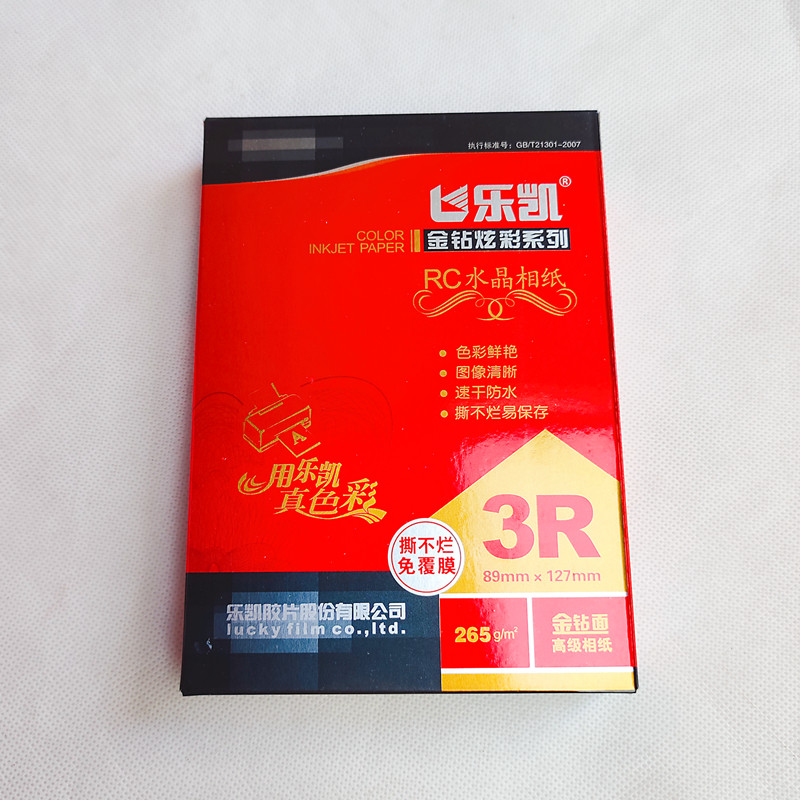 执行标准号：GB/T21301-2007
乐凯®
COLOR
INKJET PAPER
金钻炫彩系列
RC水晶相纸
色彩鲜艳
图像清晰
速干防水
撕不烂易保存
A
用乐凯
真色彩
3R
89mm×127mm
撕不烂
免覆膜
乐凯胶片股份有限公司
lucky film co.,ltd.
265g/m²
金钻面
高级相纸